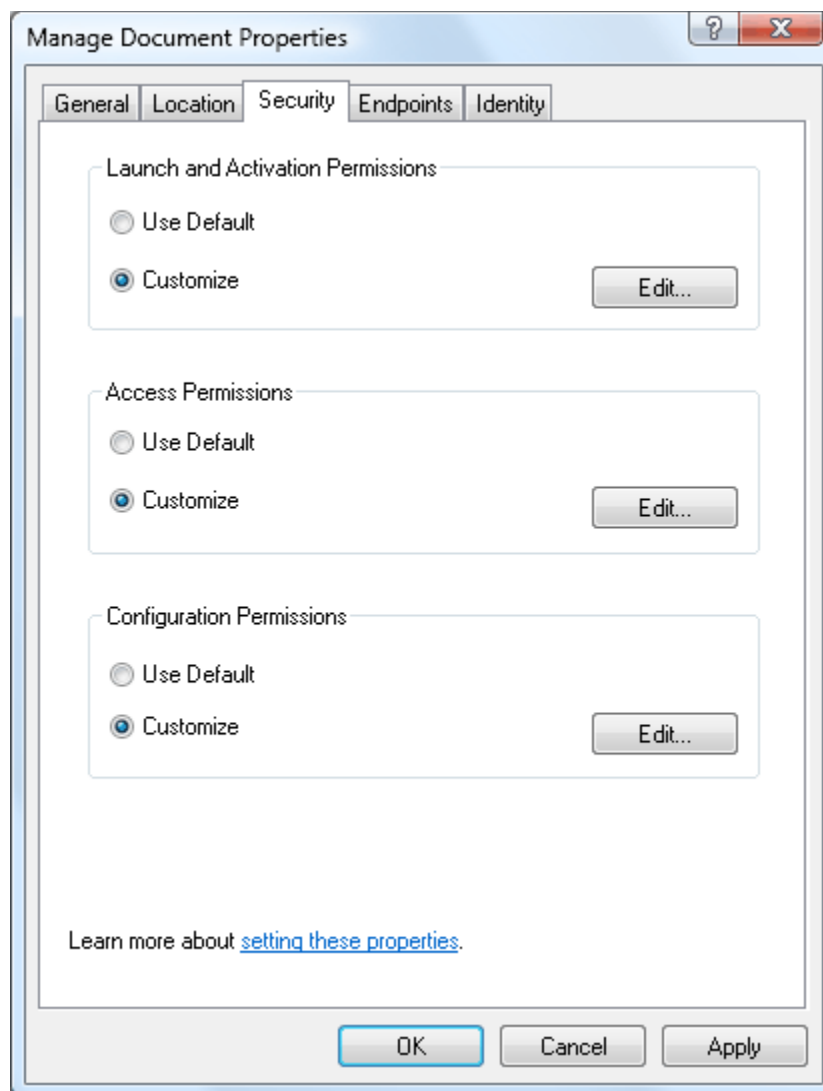 Manage Document Properties
General Location Security Endpoints Identity
Launch and Activation Permissions
Use Default
Customize
Edit...
Access Permissions
Use Default
Customize
Edit...
Configuration Permissions
Use Default
Customize
Edit...
Learn more about setting these properties.
OK Cancel Apply